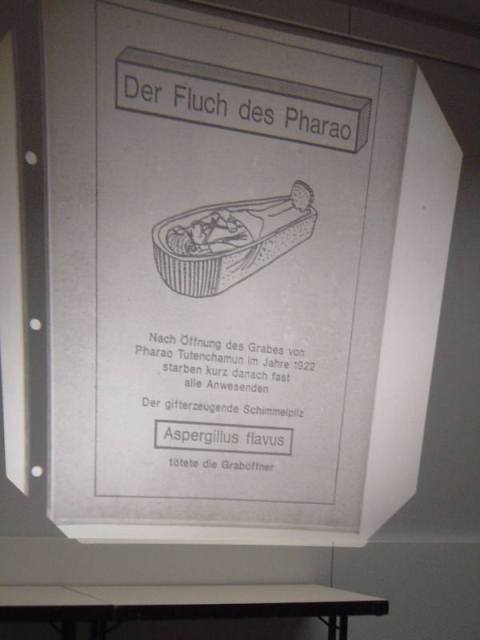 Der Fluch des Pharao
Nach Öffnung des Grabes von
Pharao Tutenchamun im Jahre 1922
starben kurz danach fast
alle Anwesenden
Der gifterzeugende Schimmelpilz
Aspergillus flavus
tötete die Graböffner